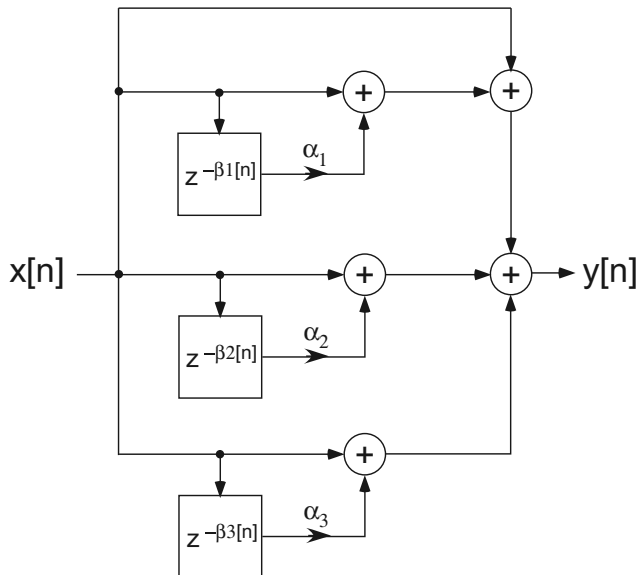 +
+
z^−β1[n]
α₁
x[n]
+
+
y[n]
z^−β2[n]
α₂
+
z^−β3[n]
α₃